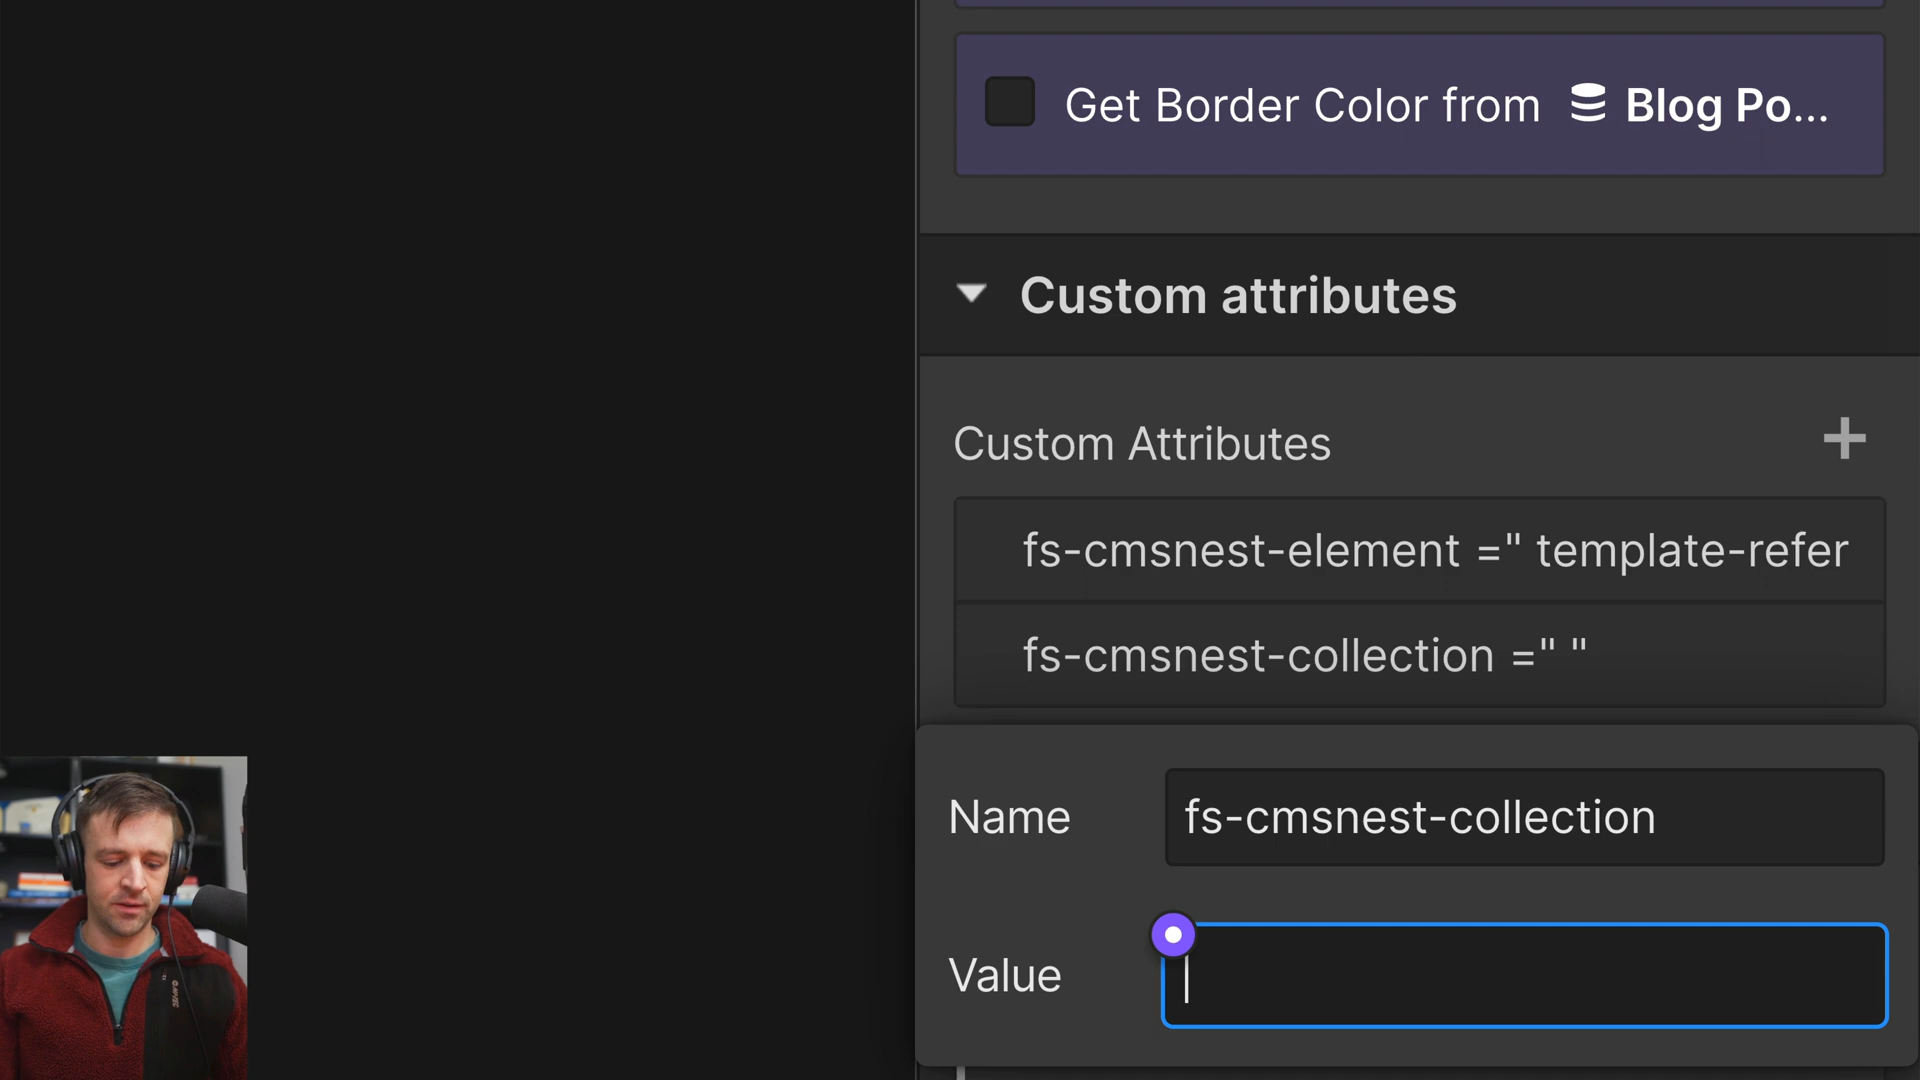 Get Border Color from Blog Po...
Custom attributes
Custom Attributes
fs-cmsnest-element =" template-refer
fs-cmsnest-collection =" "
Name fs-cmsnest-collection
Value